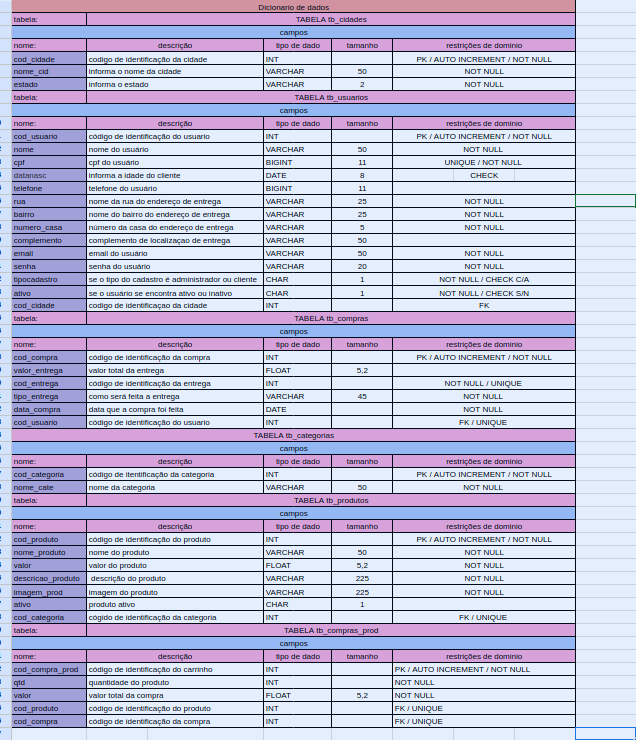 Dicionario de dados
tabela: TABELA tb_cidades
campos
nome: descrição tipo de dado tamanho restrições de domínio
cod_cidade codigo de identificação da cidade INT PK / AUTO INCREMENT / NOT NULL
nome_cid informa o nome da cidade VARCHAR 50 NOT NULL
estado informa o estado VARCHAR 2 NOT NULL
tabela: TABELA tb_usuarios
campos
nome: descrição tipo de dado tamanho restrições de domínio
cod_usuario código de identificação do usuario INT PK / AUTO INCREMENT / NOT NULL
nome nome do usuário VARCHAR 50 NOT NULL
cpf cpf do usuário BIGINT 11 UNIQUE / NOT NULL
datanasc informa a idade do cliente DATE 8 CHECK
telefone telefone do usuário BIGINT 11
rua nome da rua do endereço de entrega VARCHAR 25 NOT NULL
bairro nome do bairro do endereço de entrega VARCHAR 25 NOT NULL
numero_casa número da casa do endereço de entrega VARCHAR 5 NOT NULL
complemento complemento de localizaçao de entrega VARCHAR 50
email email do usuário VARCHAR 50 NOT NULL
senha senha do usuário VARCHAR 20 NOT NULL
tipocadastro se o tipo do cadastro é administrador ou cliente CHAR 1 NOT NULL / CHECK C/A
ativo se o usuário se encontra ativo ou inativo CHAR 1 NOT NULL / CHECK S/N
cod_cidade codigo de identificaçao da cidade INT FK
tabela: TABELA tb_compras
campos
nome: descrição tipo de dado tamanho restrições de domínio
cod_compra código de identificação da compra INT PK / AUTO INCREMENT / NOT NULL
valor_entrega valor total da entrega FLOAT 5,2
cod_entrega código de identificação da entrega INT NOT NULL / UNIQUE
tipo_entrega como será feita a entrega VARCHAR 45 NOT NULL
data_compra data que a compra foi feita DATE NOT NULL
cod_usuario código de identificação do usuario INT FK / UNIQUE
TABELA tb_categorias
campos
nome: descrição tipo de dado tamanho restrições de domínio
cod_categoria código de itentificação da categoria INT PK / AUTO INCREMENT / NOT NULL
nome_cate nome da categoria VARCHAR 50 NOT NULL
tabela: TABELA tb_produtos
campos
nome: descrição tipo de dado tamanho restrições de domínio
cod_produto código de identificação do produto INT PK / AUTO INCREMENT / NOT NULL
nome_produto nome do produto VARCHAR 50 NOT NULL
valor valor do produto FLOAT 5,2 NOT NULL
descricao_produto descrição do produto VARCHAR 225 NOT NULL
imagem_prod imagem do produto VARCHAR 225 NOT NULL
ativo produto ativo CHAR 1
cod_categoria cógido de identificação da categoria INT FK / UNIQUE
tabela: TABELA tb_compras_prod
campos
nome: descrição tipo de dado tamanho restrições de domínio
cod_compra_prod código de identificação do carrinho INT PK / AUTO INCREMENT / NOT NULL
qtd quantidade do produto INT NOT NULL
valor valor total da compra FLOAT 5,2 NOT NULL
cod_produto código de identificação do produto INT FK / UNIQUE
cod_compra código de identificação da compra INT FK / UNIQUE